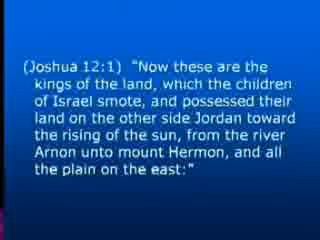 (Joshua 12:1)  "Now these are the
kings of the land, which the children
of Israel smote, and possessed their
land on the other side Jordan toward
the rising of the sun, from the river
Arnon unto mount Hermon, and all
the plain on the east:"